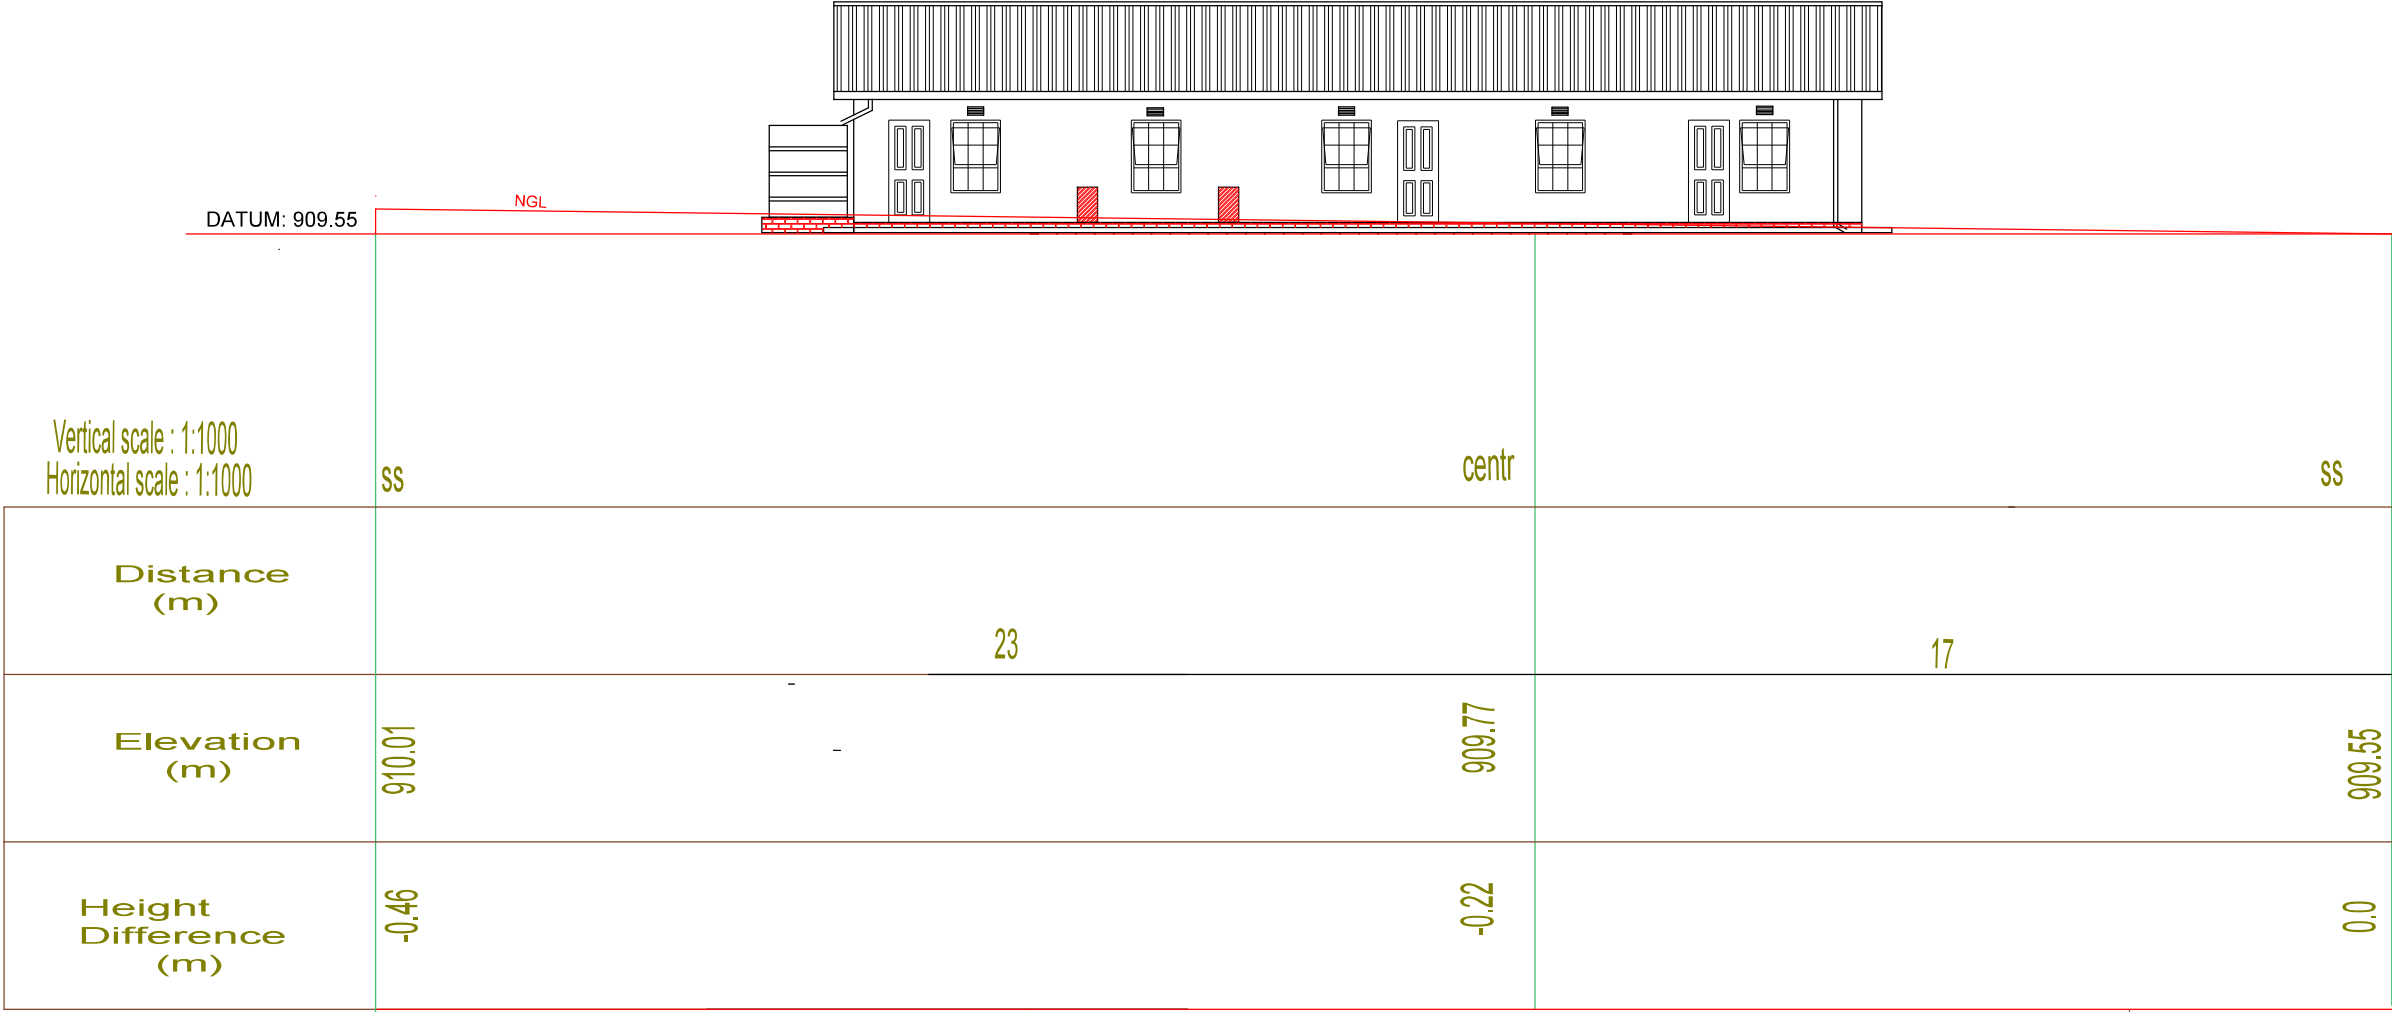 NGL
DATUM: 909.55
Vertical scale : 1:1000
Horizontal scale : 1:1000
ss
centr
ss
Distance
(m)
23
17
Elevation
(m)
910.01
909.77
909.55
Height
Difference
(m)
-0.46
-0.22
0.0